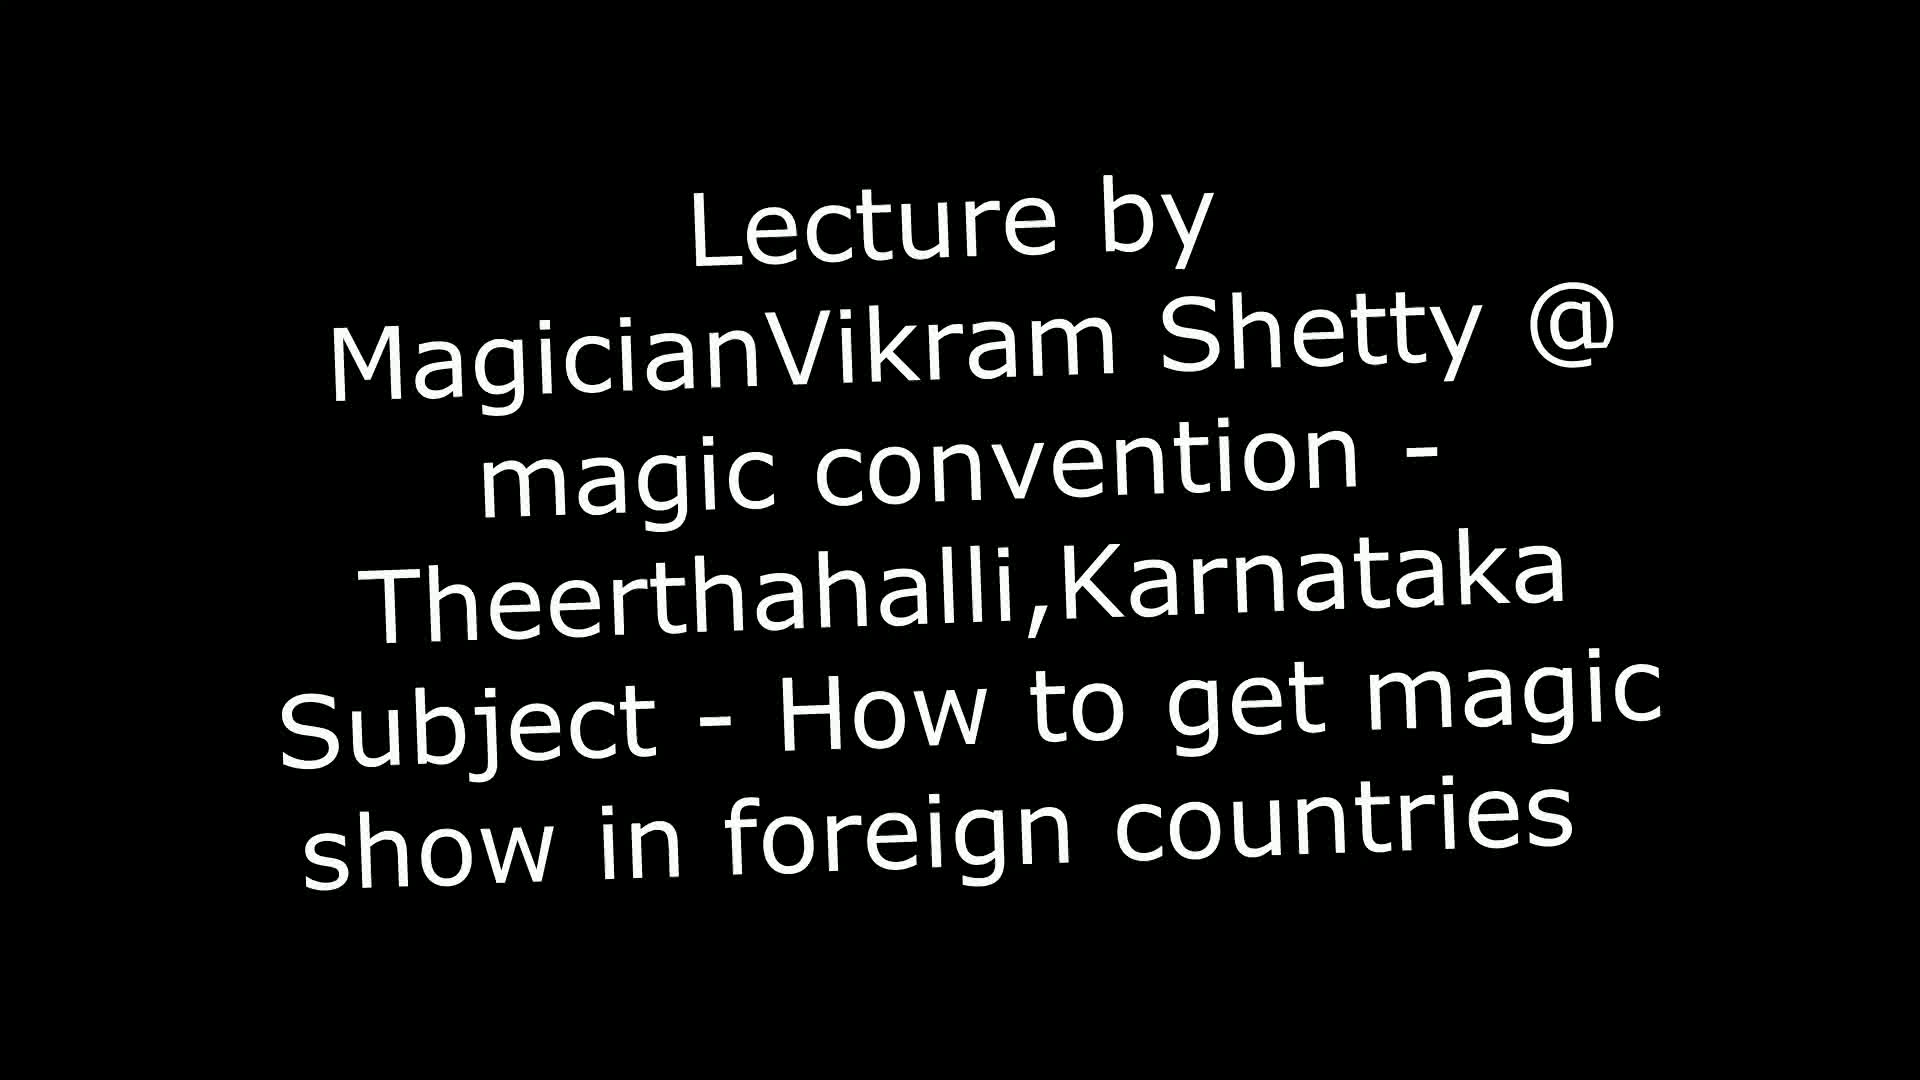 Lecture by
MagicianVikram Shetty @
magic convention -
Theerthahalli,Karnataka
Subject - How to get magic
show in foreign countries